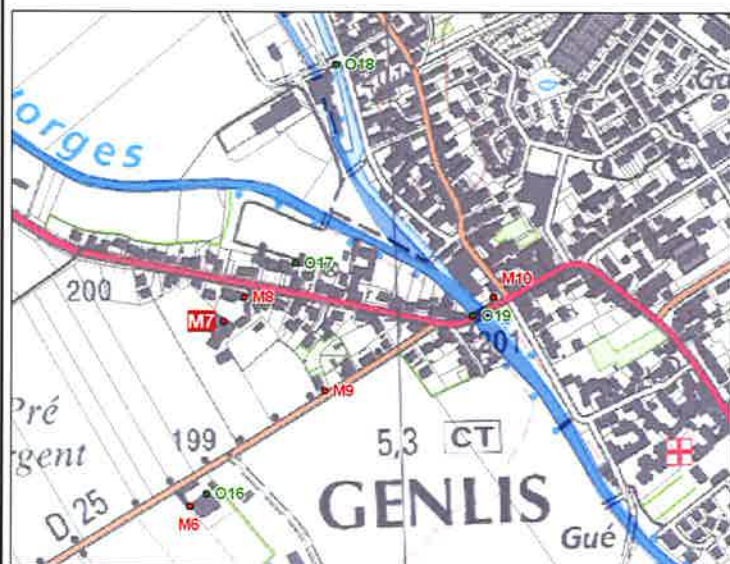 O18
orges
O17
200
M8
M10
M7
O19
201
M9
Pré
gent
199
5,3
CT
D 25
O16
M6
GENLIS
Gué